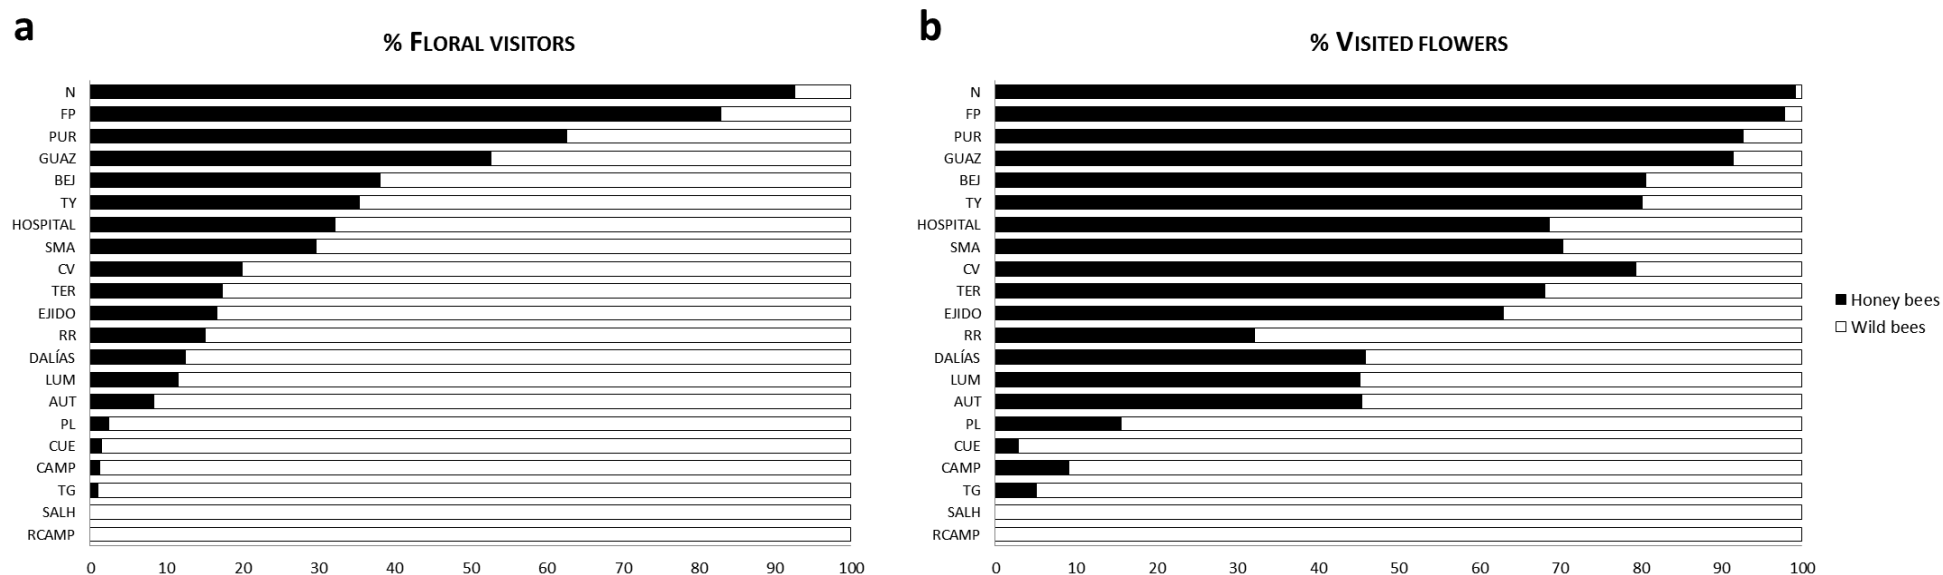 a
% FLORAL VISITORS
N
FP
PUR
GUAZ
BEJ
TY
HOSPITAL
SMA
CV
TER
EJIDO
RR
DALÍAS
LUM
AUT
PL
CUE
CAMP
TG
SALH
RCAMP
0 10 20 30 40 50 60 70 80 90 100
b
% VISITED FLOWERS
N
FP
PUR
GUAZ
BEJ
TY
HOSPITAL
SMA
CV
TER
EJIDO
RR
DALÍAS
LUM
AUT
PL
CUE
CAMP
TG
SALH
RCAMP
0 10 20 30 40 50 60 70 80 90 100
Honey bees
Wild bees